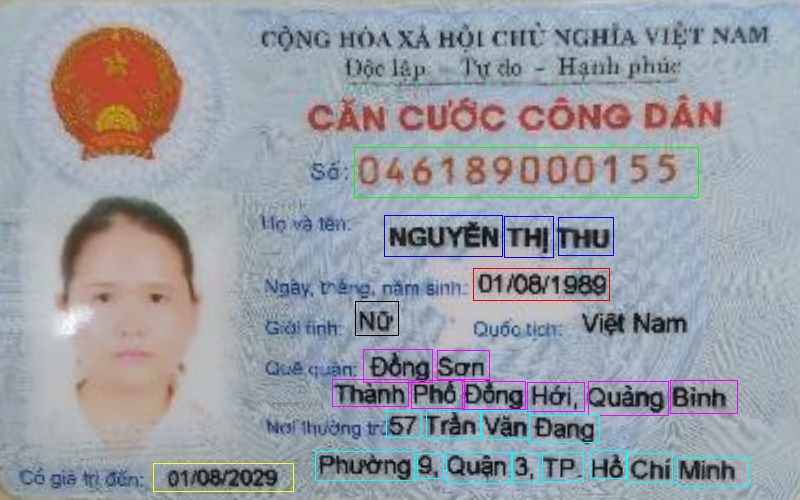 CỘNG HÒA XÃ HỘI CHỦ NGHĨA VIỆT NAM
Độc lập - Tự do - Hạnh phúc
CĂN CƯỚC CÔNG DÂN
Số: 046189000155
Họ và tên:
NGUYỄN THỊ THU
Ngày, tháng, năm sinh: 01/08/1989
Giới tính: Nữ Quốc tịch: Việt Nam
Quê quán: Đồng Sơn
Thành Phố Đồng Hới, Quảng Bình
Nơi thường trú: 57 Trần Văn Đang
Phường 9, Quận 3, TP. Hồ Chí Minh
Có giá trị đến: 01/08/2029